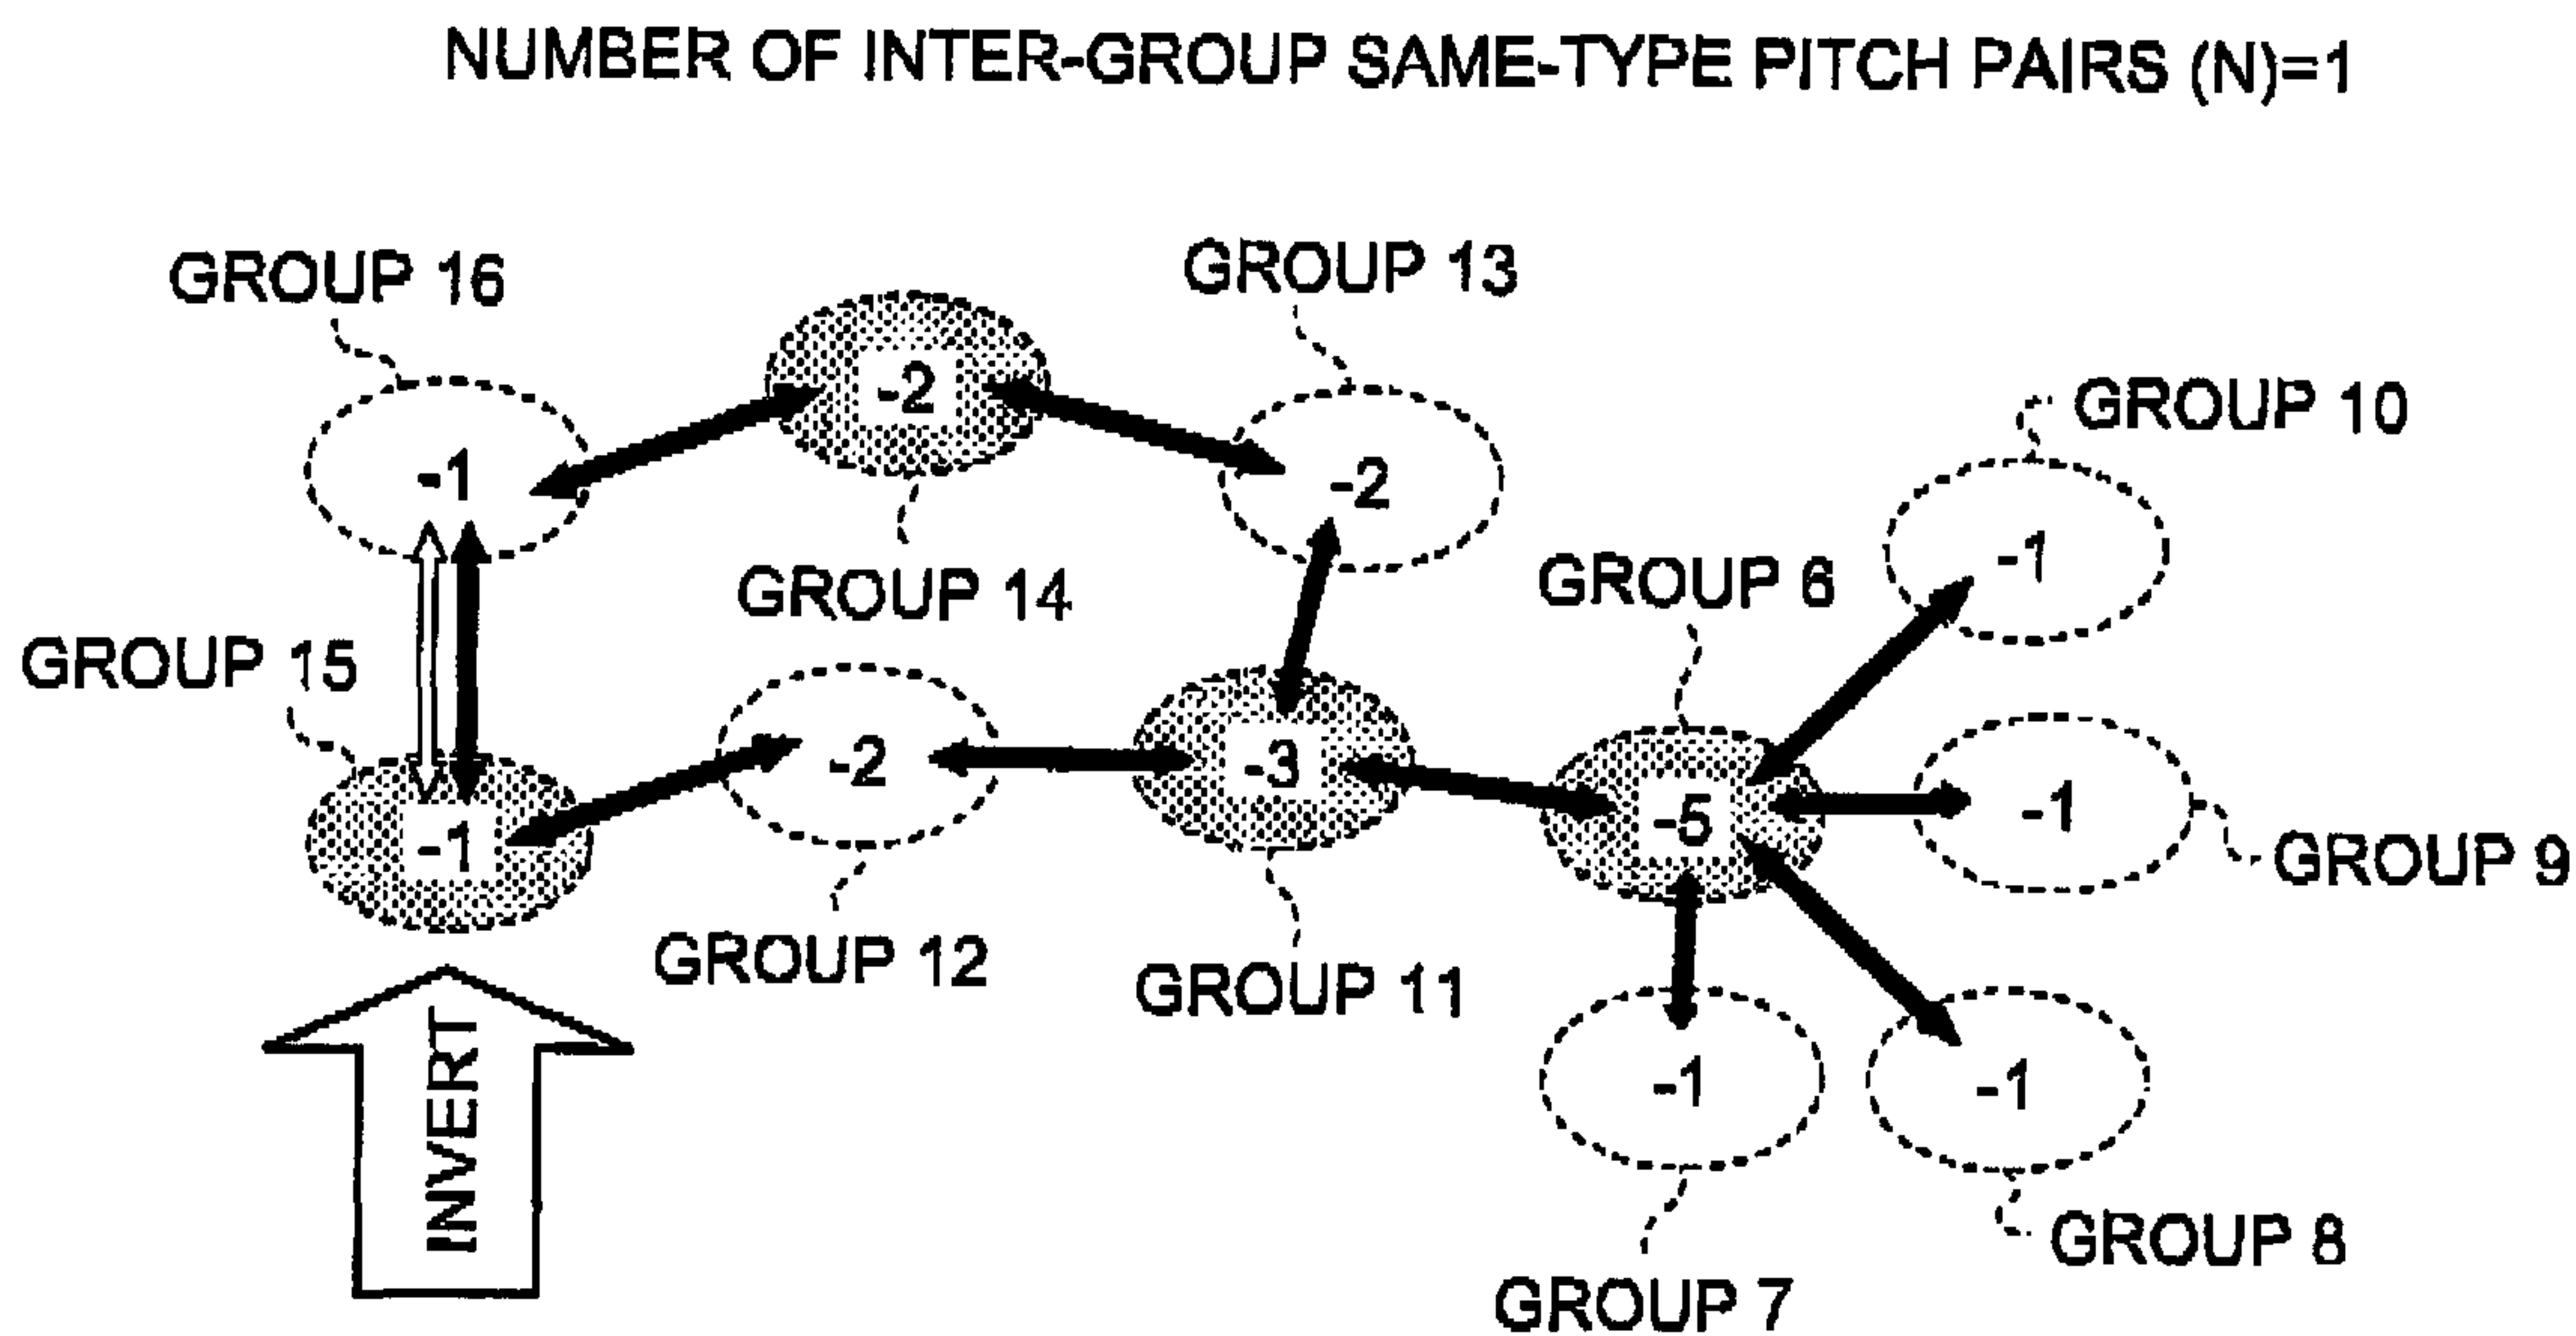 NUMBER OF INTER-GROUP SAME-TYPE PITCH PAIRS (N)=1
GROUP 16
GROUP 13
-2
GROUP 10
-1
-2
-1
GROUP 14
GROUP 6
GROUP 15
-2
-3
-5
-1
-1
GROUP 9
GROUP 12
GROUP 11
INVERT
-1
-1
GROUP 8
GROUP 7